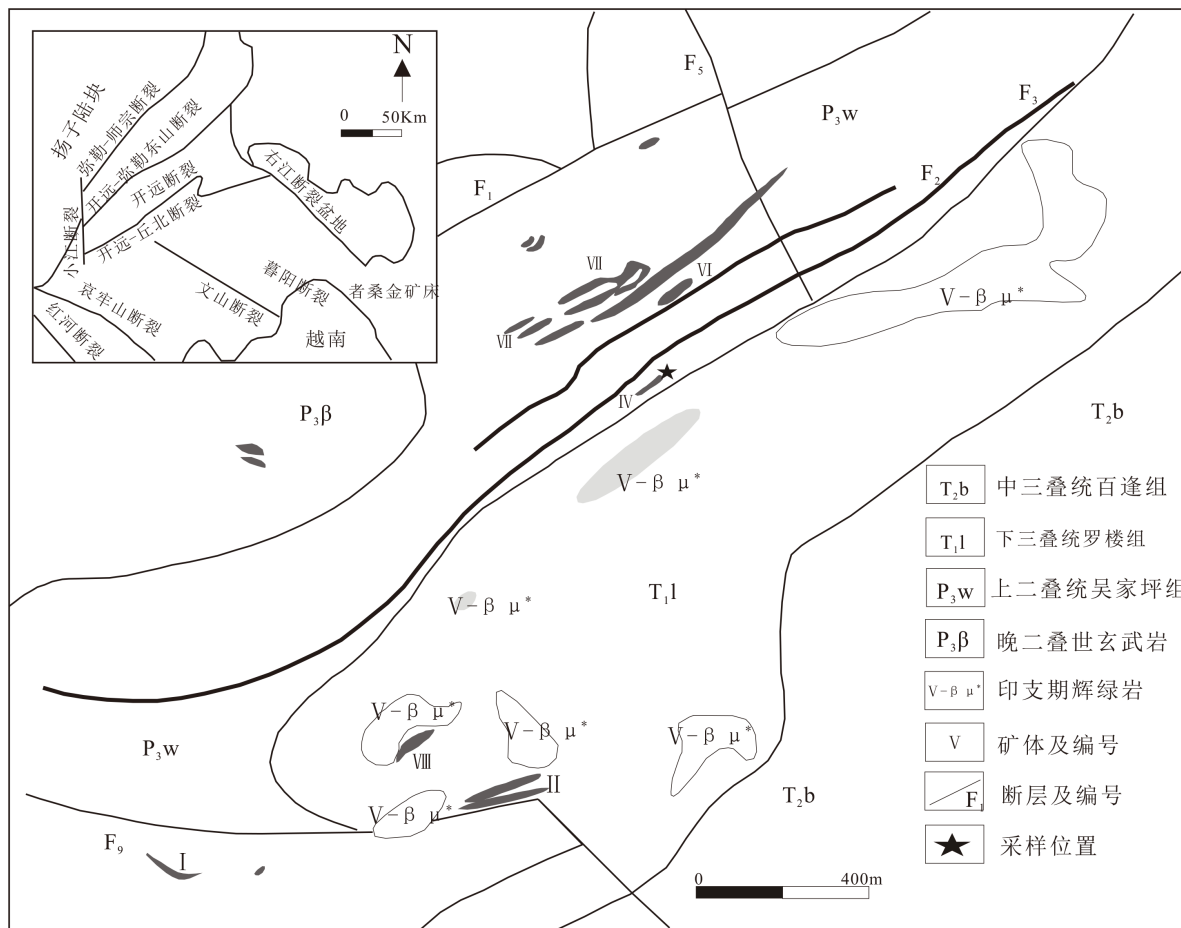 N
0 50Km
扬子陆块
弥勒-师宗断裂
开远-弥勒东山断裂
开远断裂
开远-丘北断裂
小江断裂
右江断裂盆地
哀牢山断裂
红河断裂
文山断裂
暮阳断裂
者桑金矿床
越南
F₅
P₃w
F₃
F₁
F₂
Ⅶ
Ⅵ
Ⅶ
Ⅴ-β μ*
Ⅳ
P₃β
T₂b
Ⅴ-β μ*
Ⅴ-β μ*
T₁l
Ⅴ-β μ*
Ⅴ-β μ*
Ⅴ-β μ*
P₃w
Ⅷ
Ⅱ
T₂b
Ⅴ-β μ*
F₉
Ⅰ
0 400m
T₂b 中三叠统百逢组
T₁l 下三叠统罗楼组
P₃w 上二叠统吴家坪组
P₃β 晚二叠世玄武岩
Ⅴ-β μ* 印支期辉绿岩
Ⅴ 矿体及编号
F₁ 断层及编号
采样位置